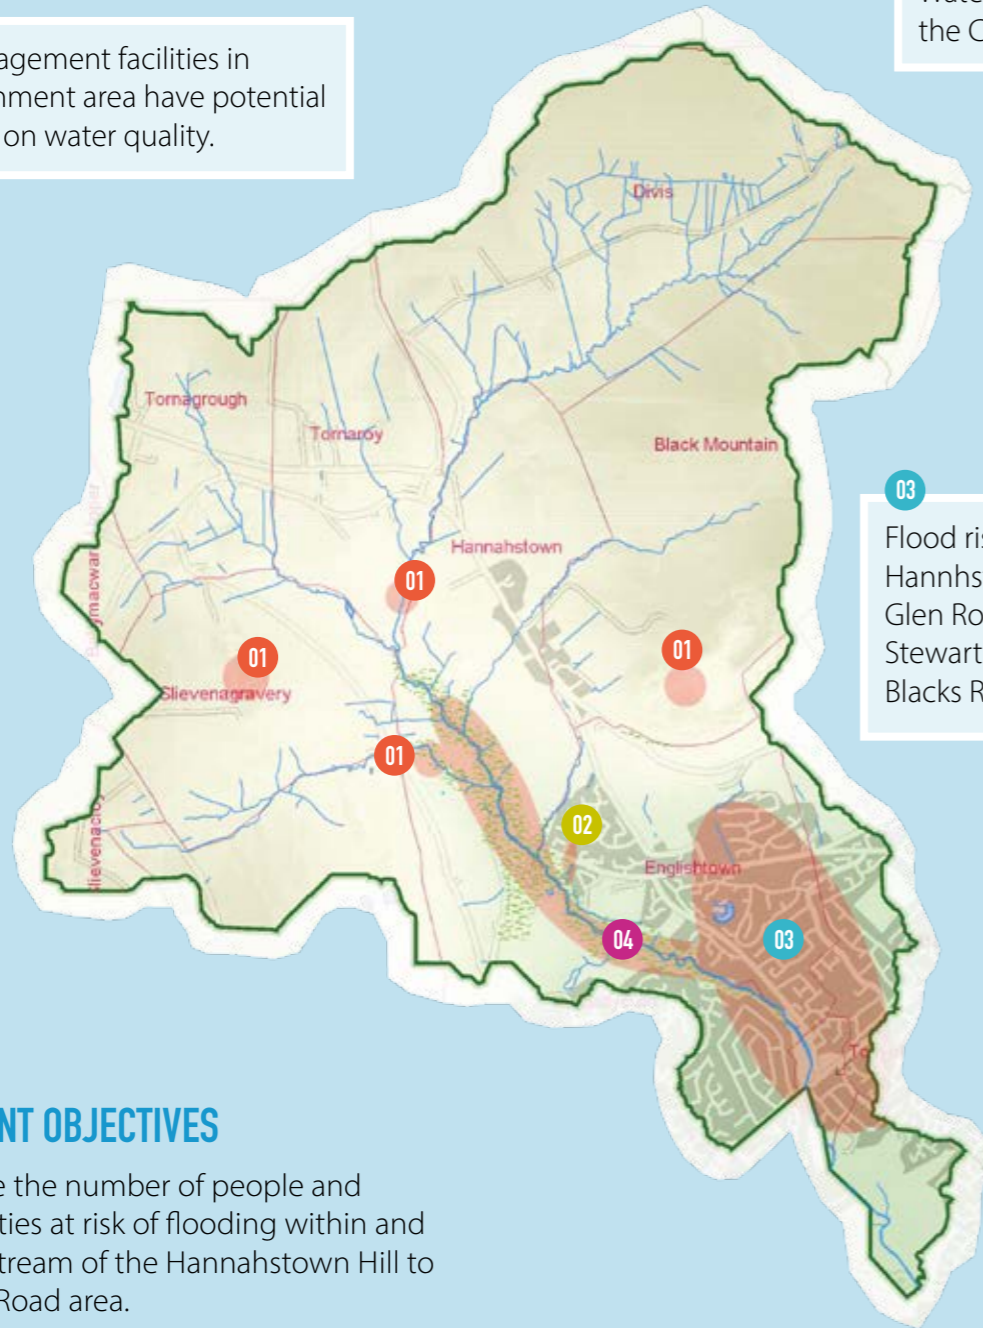 the C
agement facilities in
nment area have potential
on water quality.
Divis
Tornagrough
Tornaroy
Black Mountain
03
Flood ris
Hannhs
Glen Ro
Stewart
Blacks R
Hannahstown
01
01
01
Slievenagravery
01
02
Englishtown
04
03
To
NT OBJECTIVES
e the number of people and
ties at risk of flooding within and
tream of the Hannahstown Hill to
Road area.